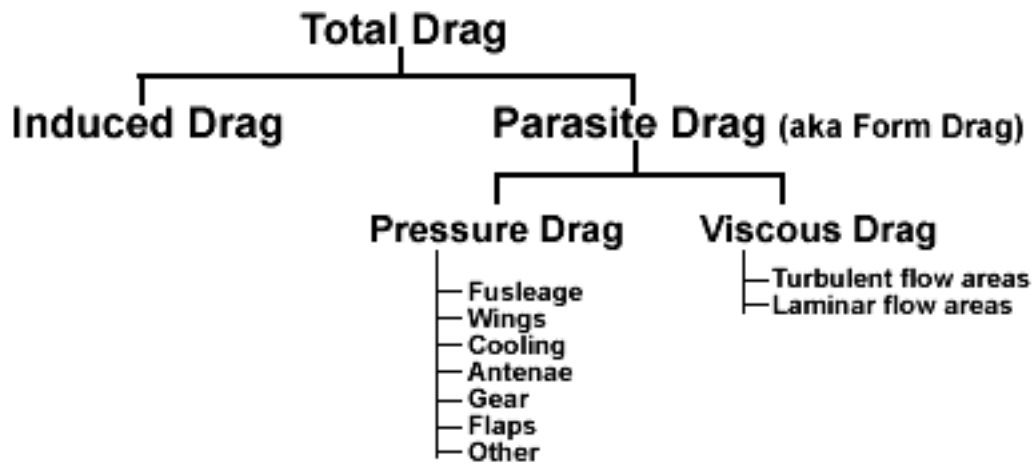 Total Drag
Induced Drag
Parasite Drag (aka Form Drag)
Pressure Drag
Viscous Drag
Fusleage
Wings
Cooling
Antenae
Gear
Flaps
Other
Turbulent flow areas
Laminar flow areas